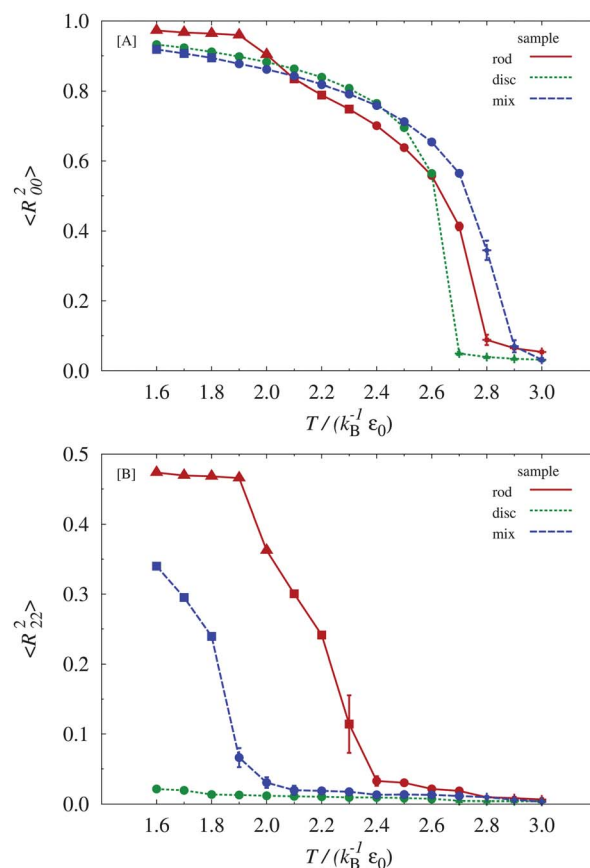 [A]
sample
rod
disc
mix
1.0
0.8
0.6
0.4
0.2
0.0
<R²₀₀>
1.6 1.8 2.0 2.2 2.4 2.6 2.8 3.0
T / (k_B⁻¹ ε₀)
[B]
sample
rod
disc
mix
0.5
0.4
0.3
0.2
0.1
0.0
<R²₂₂>
1.6 1.8 2.0 2.2 2.4 2.6 2.8 3.0
T / (k_B⁻¹ ε₀)